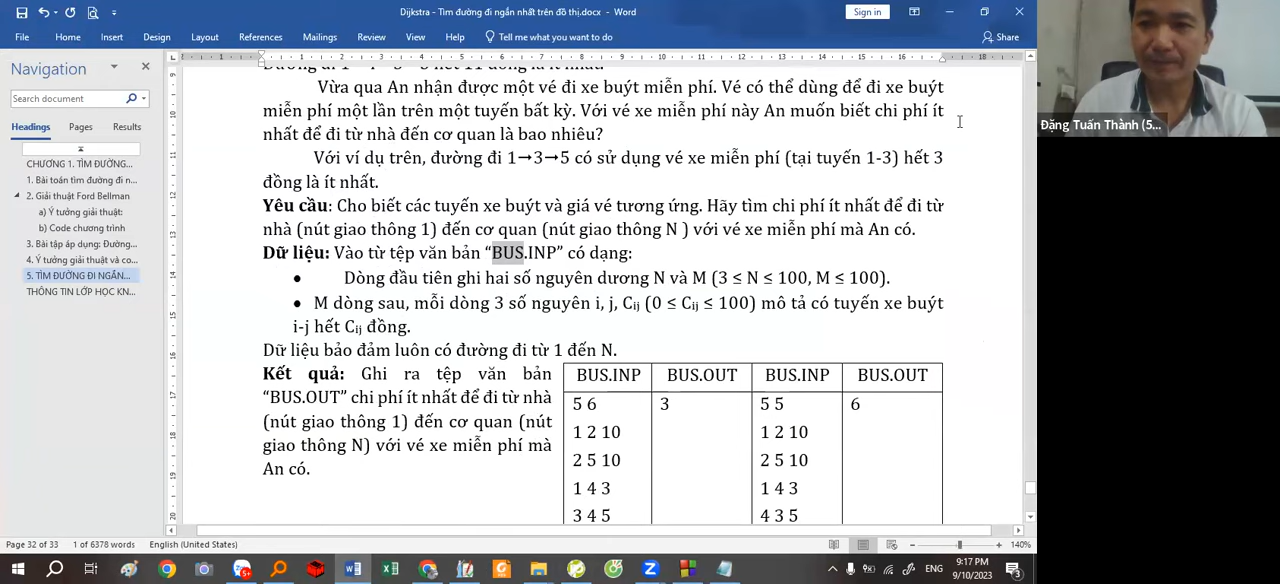 Dijkstra - Tìm đường đi ngắn nhất trên đồ thị.docx - Word
Sign in
File Home Insert Design Layout References Mailings Review View Help Tell me what you want to do Share
Navigation
Search document
Headings Pages Results
CHƯƠNG 1. TÌM ĐƯỜNG...
1. Bài toán tìm đường đi n...
2. Giải thuật Ford Bellman
a) Ý tưởng giải thuật:
b) Code chương trình
3. Bài tập áp dụng: Đường...
4. Ý tưởng giải thuật và co...
5. TÌM ĐƯỜNG ĐI NGẮN...
THÔNG TIN LỚP HỌC KN...
Vừa qua An nhận được một vé đi xe buýt miễn phí. Vé có thể dùng để đi xe buýt
miễn phí một lần trên một tuyến bất kỳ. Với vé xe miễn phí này An muốn biết chi phí ít
nhất để đi từ nhà đến cơ quan là bao nhiêu?
Với ví dụ trên, đường đi 1→3→5 có sử dụng vé xe miễn phí (tại tuyến 1-3) hết 3
đồng là ít nhất.
Yêu cầu: Cho biết các tuyến xe buýt và giá vé tương ứng. Hãy tìm chi phí ít nhất để đi từ
nhà (nút giao thông 1) đến cơ quan (nút giao thông N ) với vé xe miễn phí mà An có.
Dữ liệu: Vào từ tệp văn bản “BUS.INP” có dạng:
• Dòng đầu tiên ghi hai số nguyên dương N và M (3 ≤ N ≤ 100, M ≤ 100).
• M dòng sau, mỗi dòng 3 số nguyên i, j, Cij (0 ≤ Cij ≤ 100) mô tả có tuyến xe buýt
i-j hết Cij đồng.
Dữ liệu bảo đảm luôn có đường đi từ 1 đến N.
Kết quả: Ghi ra tệp văn bản
“BUS.OUT” chi phí ít nhất để đi từ nhà
(nút giao thông 1) đến cơ quan (nút
giao thông N) với vé xe miễn phí mà
An có.
BUS.INP BUS.OUT BUS.INP BUS.OUT
5 6 3 5 5 6
1 2 10 1 2 10
2 5 10 2 5 10
1 4 3 1 4 3
3 4 5 4 3 5
Page 32 of 33 1 of 6378 words English (United States) 140%
ENG 9:17 PM
9/10/2023
Đặng Tuấn Thành (5...